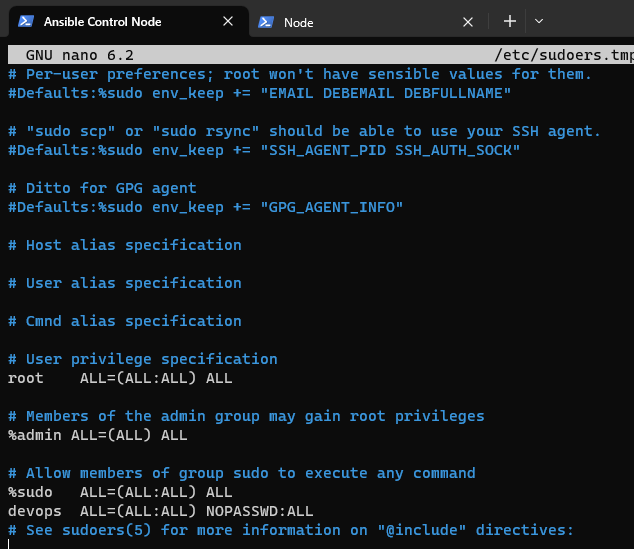 Ansible Control Node
Node
GNU nano 6.2 /etc/sudoers.tmp
# Per-user preferences; root won't have sensible values for them.
#Defaults:%sudo env_keep += "EMAIL DEBEMAIL DEBFULLNAME"
# "sudo scp" or "sudo rsync" should be able to use your SSH agent.
#Defaults:%sudo env_keep += "SSH_AGENT_PID SSH_AUTH_SOCK"
# Ditto for GPG agent
#Defaults:%sudo env_keep += "GPG_AGENT_INFO"
# Host alias specification
# User alias specification
# Cmnd alias specification
# User privilege specification
root    ALL=(ALL:ALL) ALL
# Members of the admin group may gain root privileges
%admin ALL=(ALL) ALL
# Allow members of group sudo to execute any command
%sudo   ALL=(ALL:ALL) ALL
devops  ALL=(ALL:ALL) NOPASSWD:ALL
# See sudoers(5) for more information on "@include" directives: